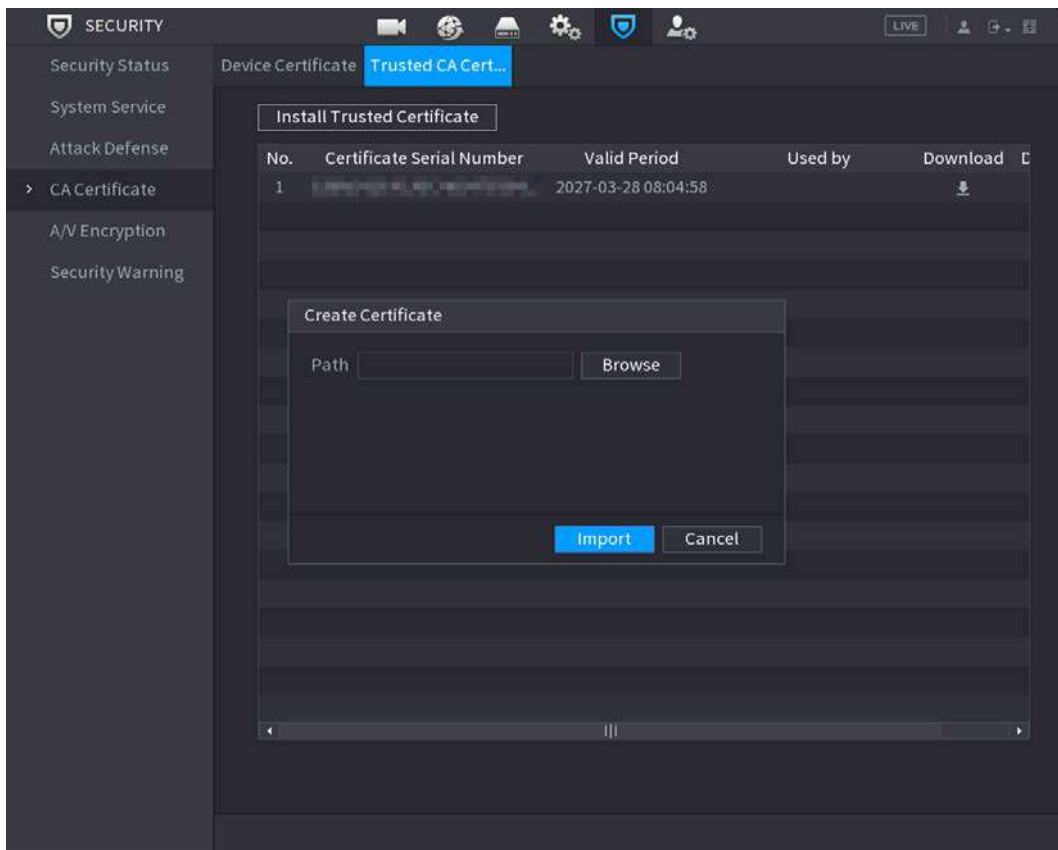 SECURITY
LIVE
Security Status
System Service
Attack Defense
CA Certificate
A/V Encryption
Security Warning
Device Certificate Trusted CA Cert...
Install Trusted Certificate
No. Certificate Serial Number Valid Period Used by Download D
1 2027-03-28 08:04:58
Create Certificate
Path Browse
Import Cancel